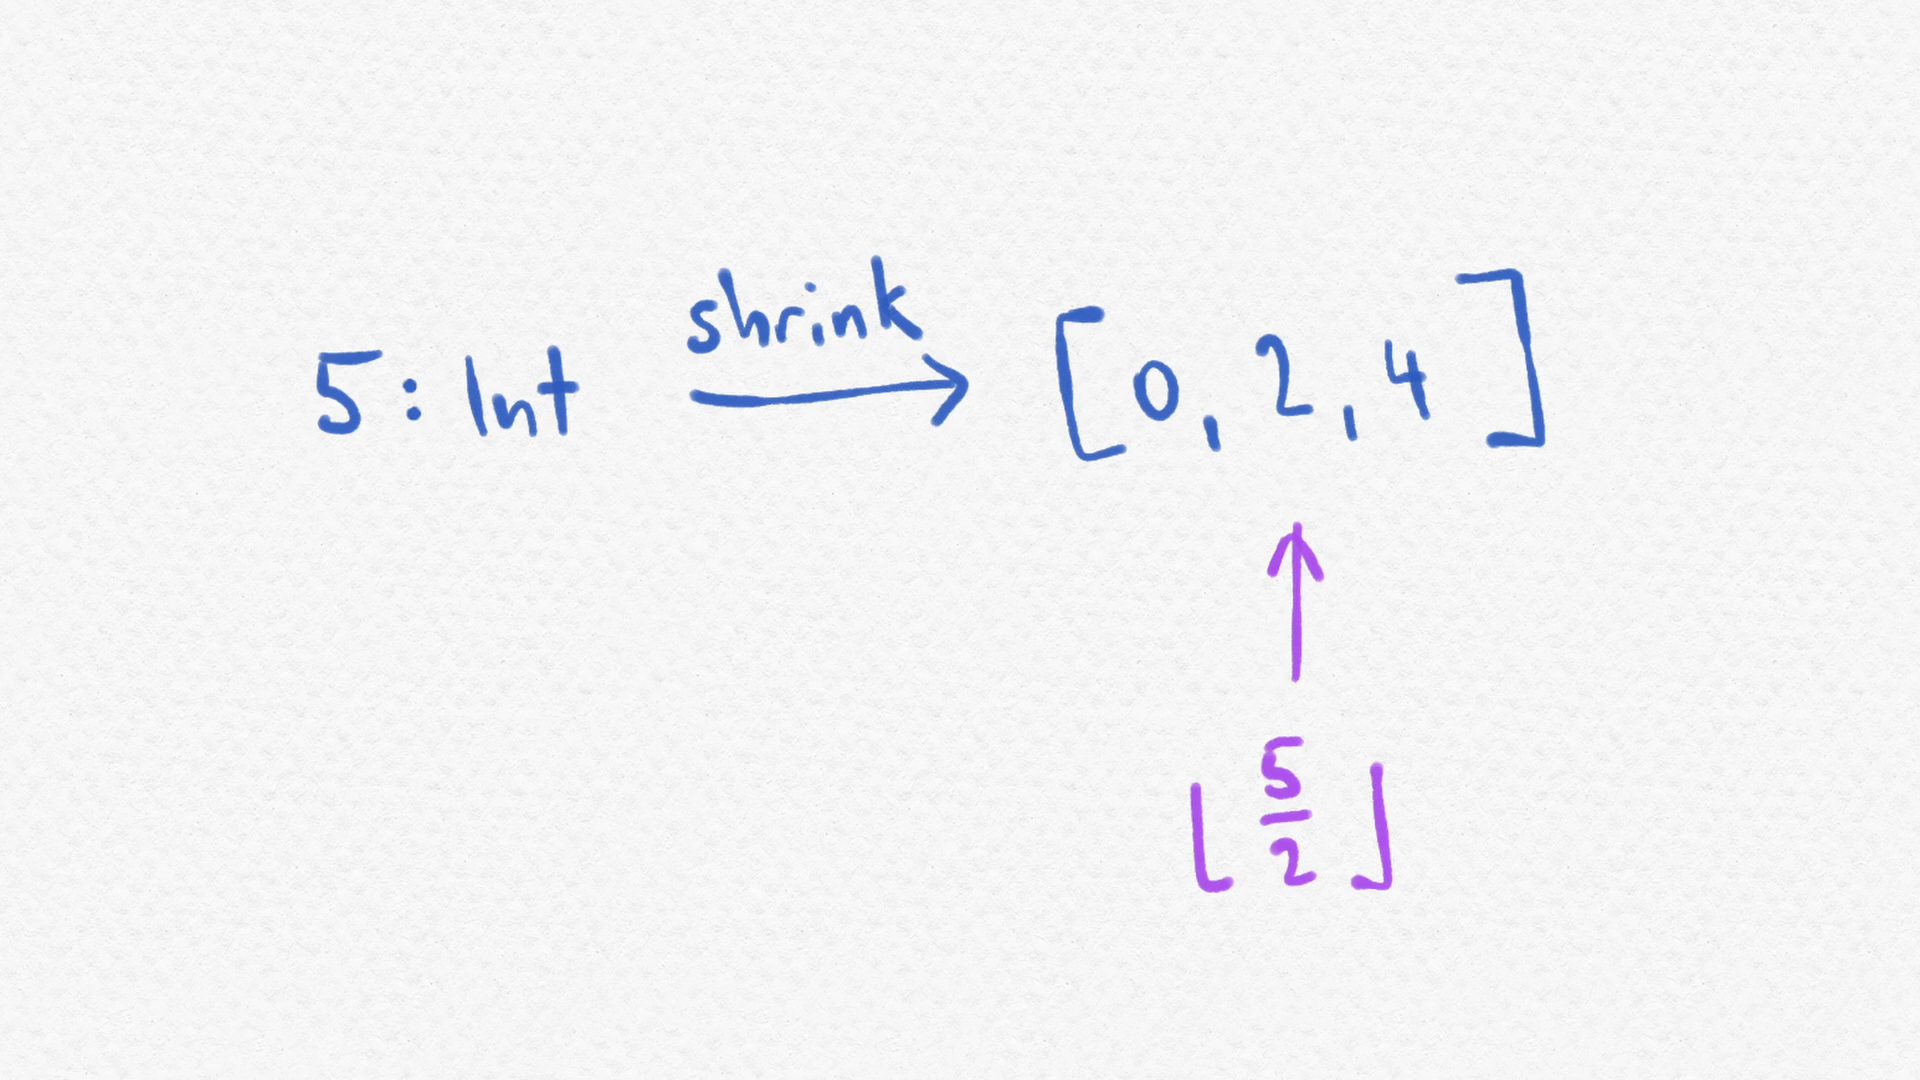 shrink
5 : Int → [0, 2, 4]
↑
⌊5/2⌋